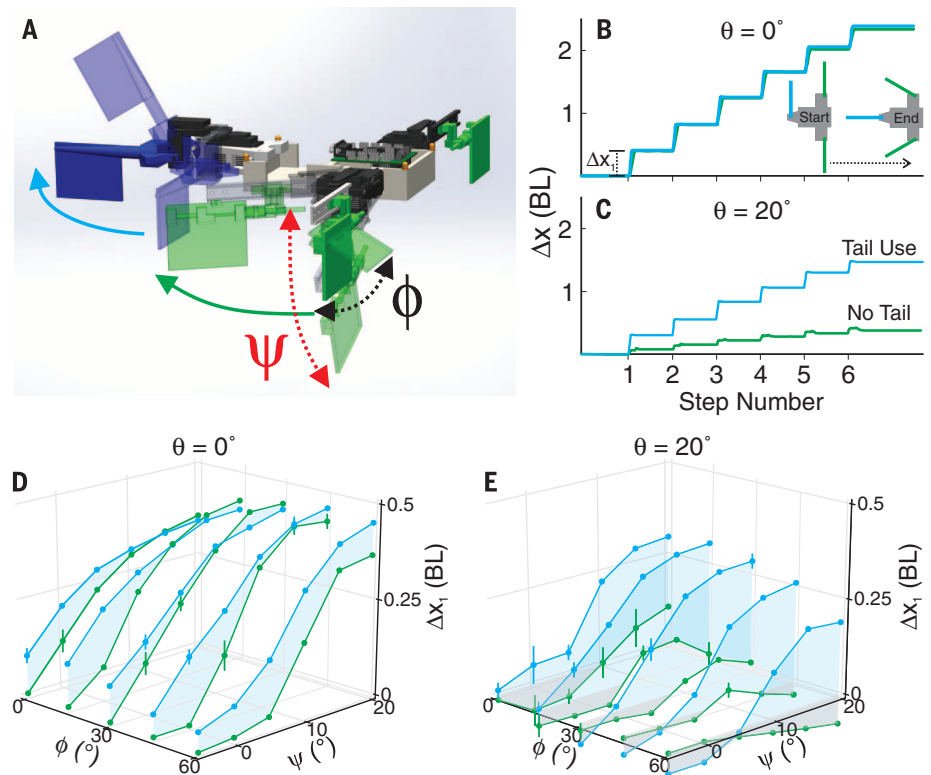 A
ψ
ϕ
B
θ = 0°
2
1
Δx₁
Start
End
Δx (BL)
C
θ = 20°
2
1
Tail Use
No Tail
1 2 3 4 5 6
Step Number
D
θ = 0°
0.5
0.25
0
Δx₁ (BL)
0
30
60
ϕ (°)
0
10
20
ψ (°)
E
θ = 20°
0.5
0.25
0
Δx₁ (BL)
0
30
60
ϕ (°)
0
10
20
ψ (°)